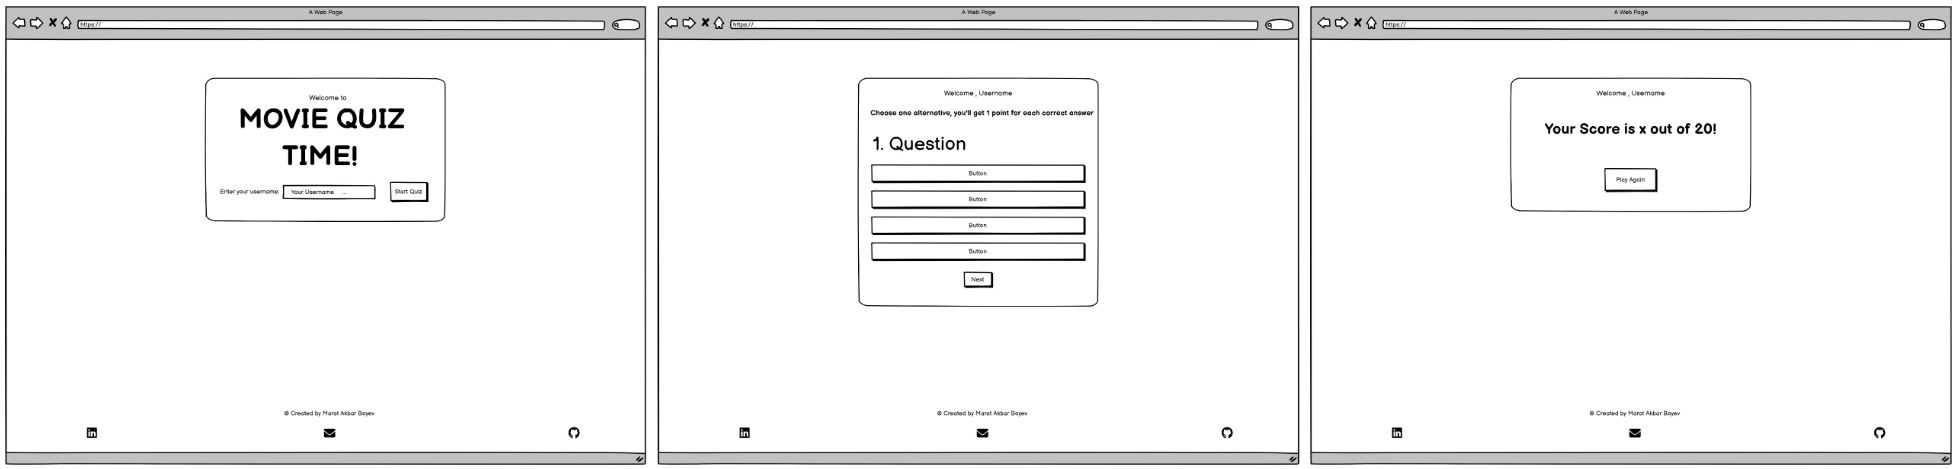 A Web Page
https://
Welcome to
MOVIE QUIZ
TIME!
Enter your username: Your Username ... Start Quiz
© Created by Marat Akbar Bayev
in
A Web Page
https://
Welcome , Username
Choose one alternative, you'll get 1 point for each correct answer
1. Question
Button
Button
Button
Button
Next
© Created by Marat Akbar Bayev
in
A Web Page
https://
Welcome , Username
Your Score is x out of 20!
Play Again
© Created by Marat Akbar Bayev
in